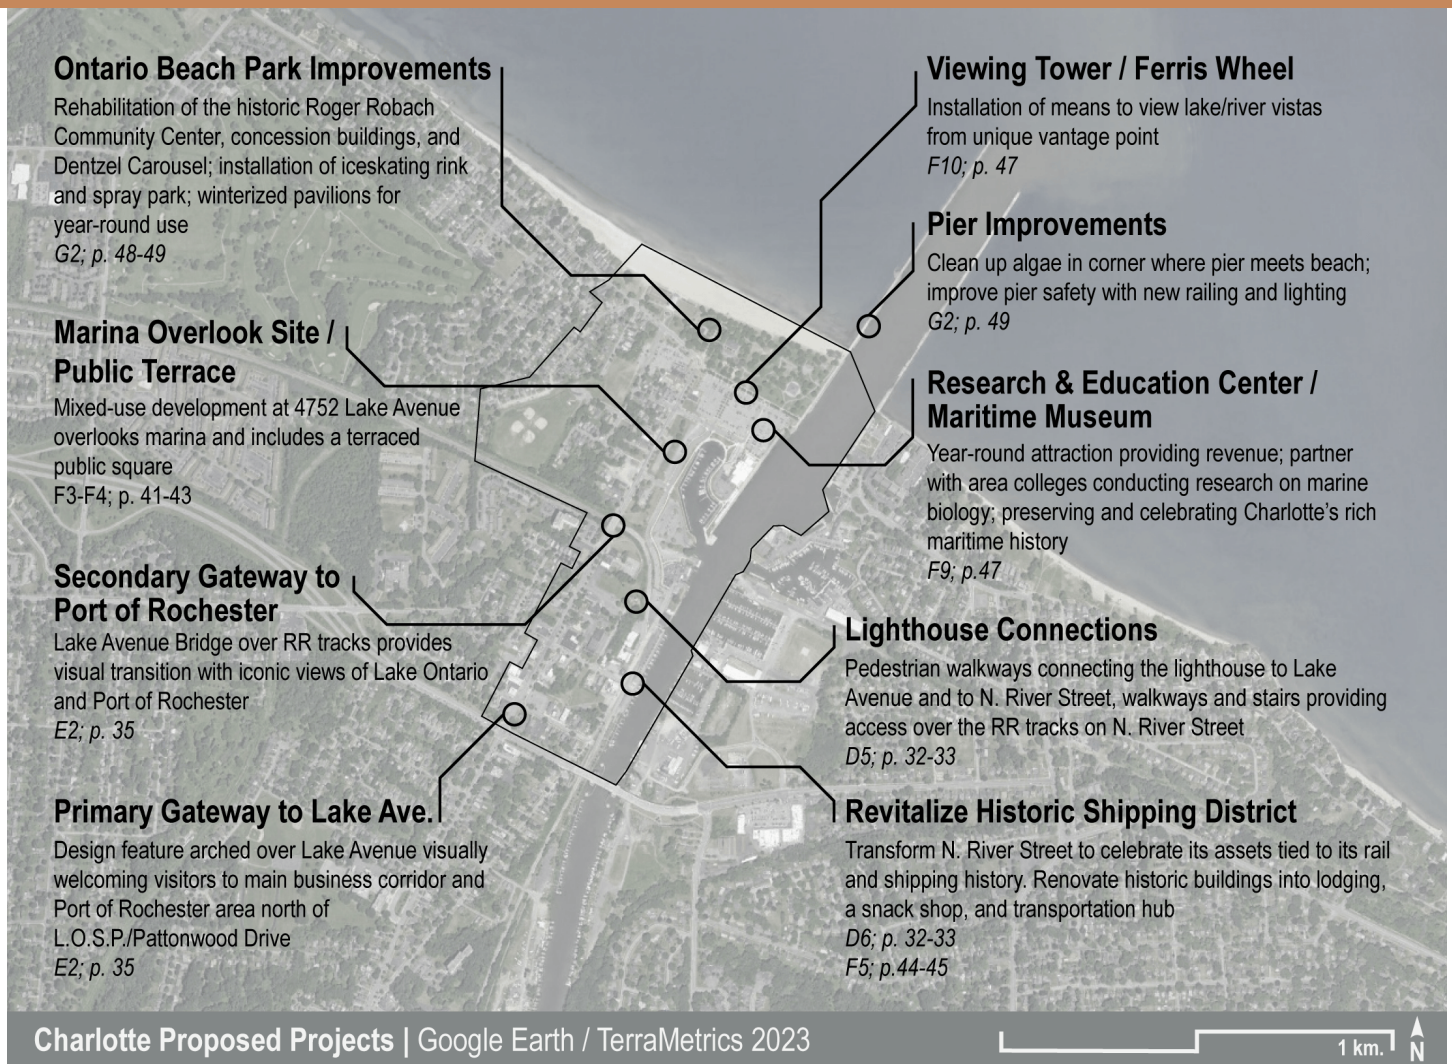 Ontario Beach Park Improvements
Rehabilitation of the historic Roger Robach
Community Center, concession buildings, and
Dentzel Carousel; installation of iceskating rink
and spray park; winterized pavilions for
year-round use
G2; p. 48-49
Marina Overlook Site /
Public Terrace
Mixed-use development at 4752 Lake Avenue
overlooks marina and includes a terraced
public square
F3-F4; p. 41-43
Secondary Gateway to
Port of Rochester
Lake Avenue Bridge over RR tracks provides
visual transition with iconic views of Lake Ontario
and Port of Rochester
E2; p. 35
Primary Gateway to Lake Ave.
Design feature arched over Lake Avenue visually
welcoming visitors to main business corridor and
Port of Rochester area north of
L.O.S.P./Pattonwood Drive
E2; p. 35
Viewing Tower / Ferris Wheel
Installation of means to view lake/river vistas
from unique vantage point
F10; p. 47
Pier Improvements
Clean up algae in corner where pier meets beach;
improve pier safety with new railing and lighting
G2; p. 49
Research & Education Center /
Maritime Museum
Year-round attraction providing revenue; partner
with area colleges conducting research on marine
biology; preserving and celebrating Charlotte's rich
maritime history
F9; p.47
Lighthouse Connections
Pedestrian walkways connecting the lighthouse to Lake
Avenue and to N. River Street, walkways and stairs providing
access over the RR tracks on N. River Street
D5; p. 32-33
Revitalize Historic Shipping District
Transform N. River Street to celebrate its assets tied to its rail
and shipping history. Renovate historic buildings into lodging,
a snack shop, and transportation hub
D6; p. 32-33
F5; p.44-45
Charlotte Proposed Projects | Google Earth / TerraMetrics 2023
1 km.
N